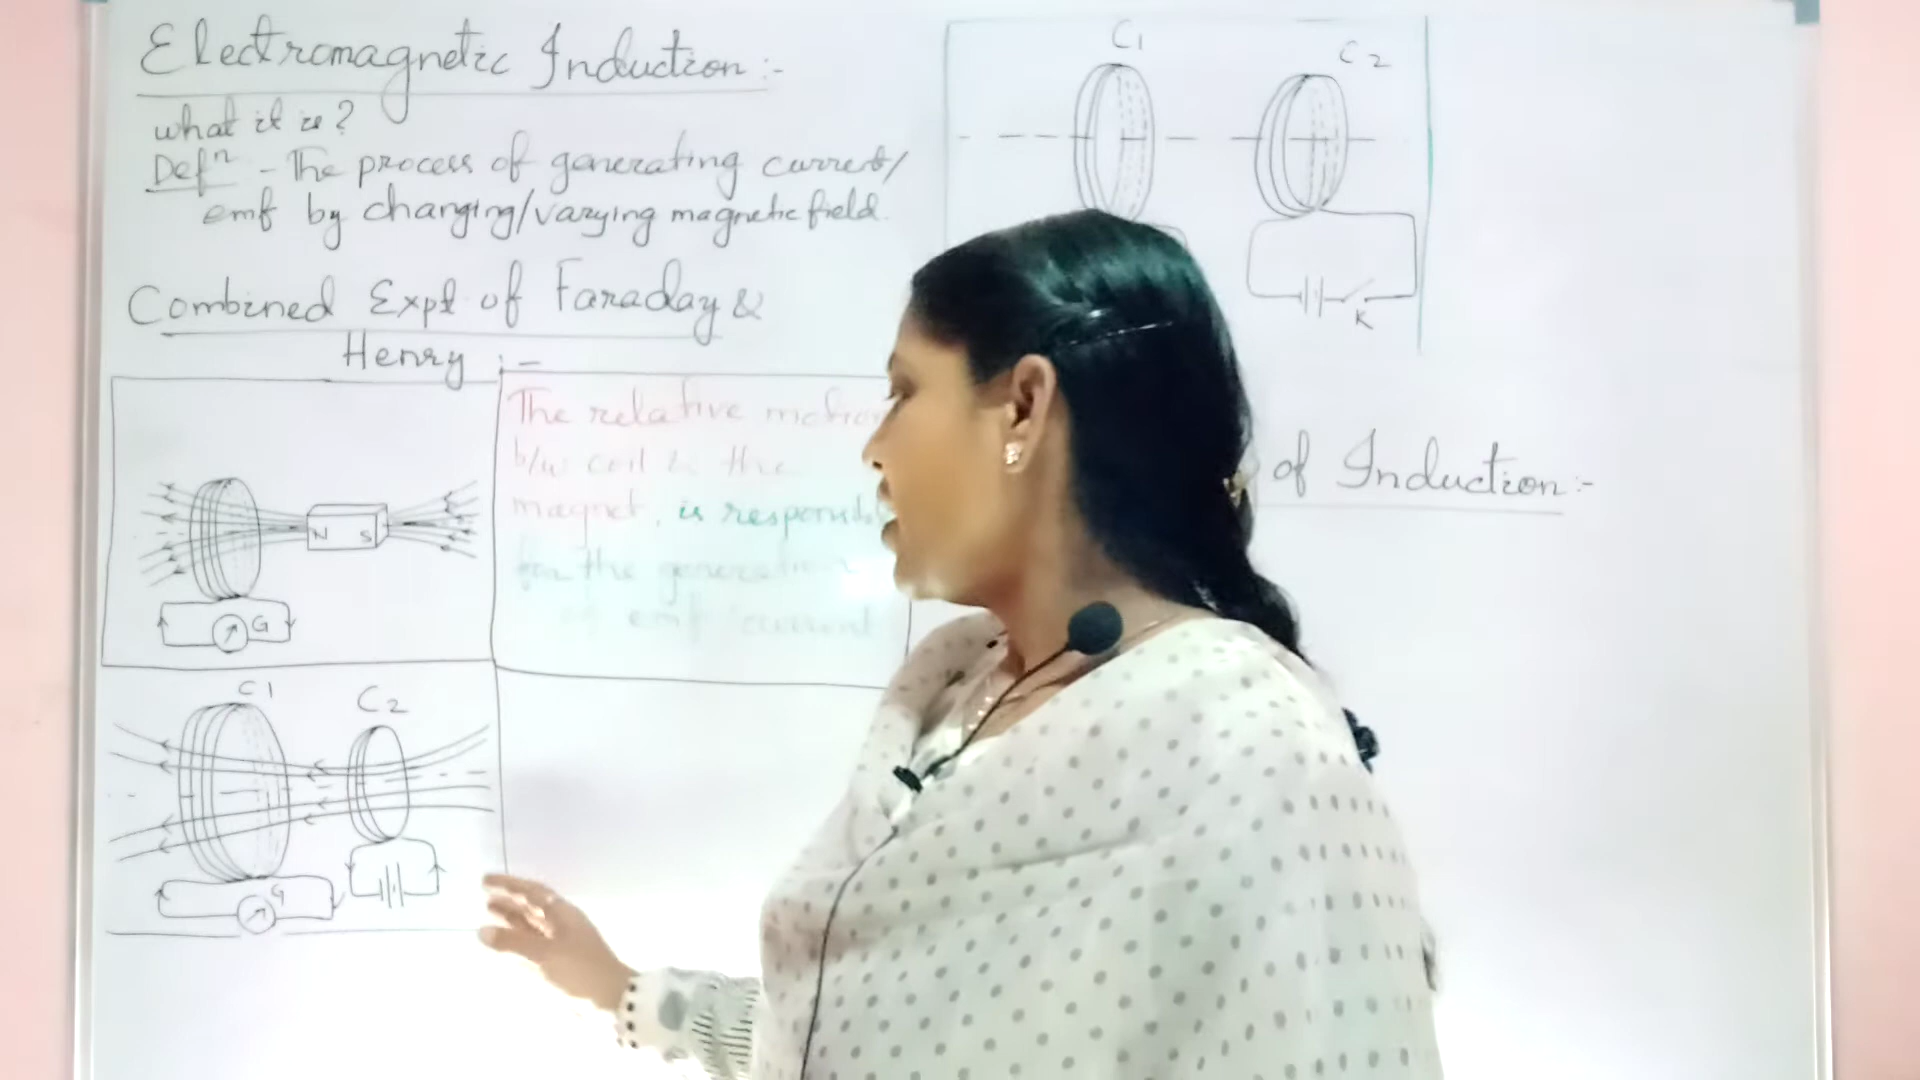 Electromagnetic Induction :-
what it is?
Defⁿ - The process of generating current/
emf by changing/varying magnetic field.
Combined Expt of Faraday &
Henry :-
The relative motion
b/w coil & the
magnet, is responsib
for the generation
of emf current
N S
G
C1
C2
G
C1
C2
K
of Induction :-